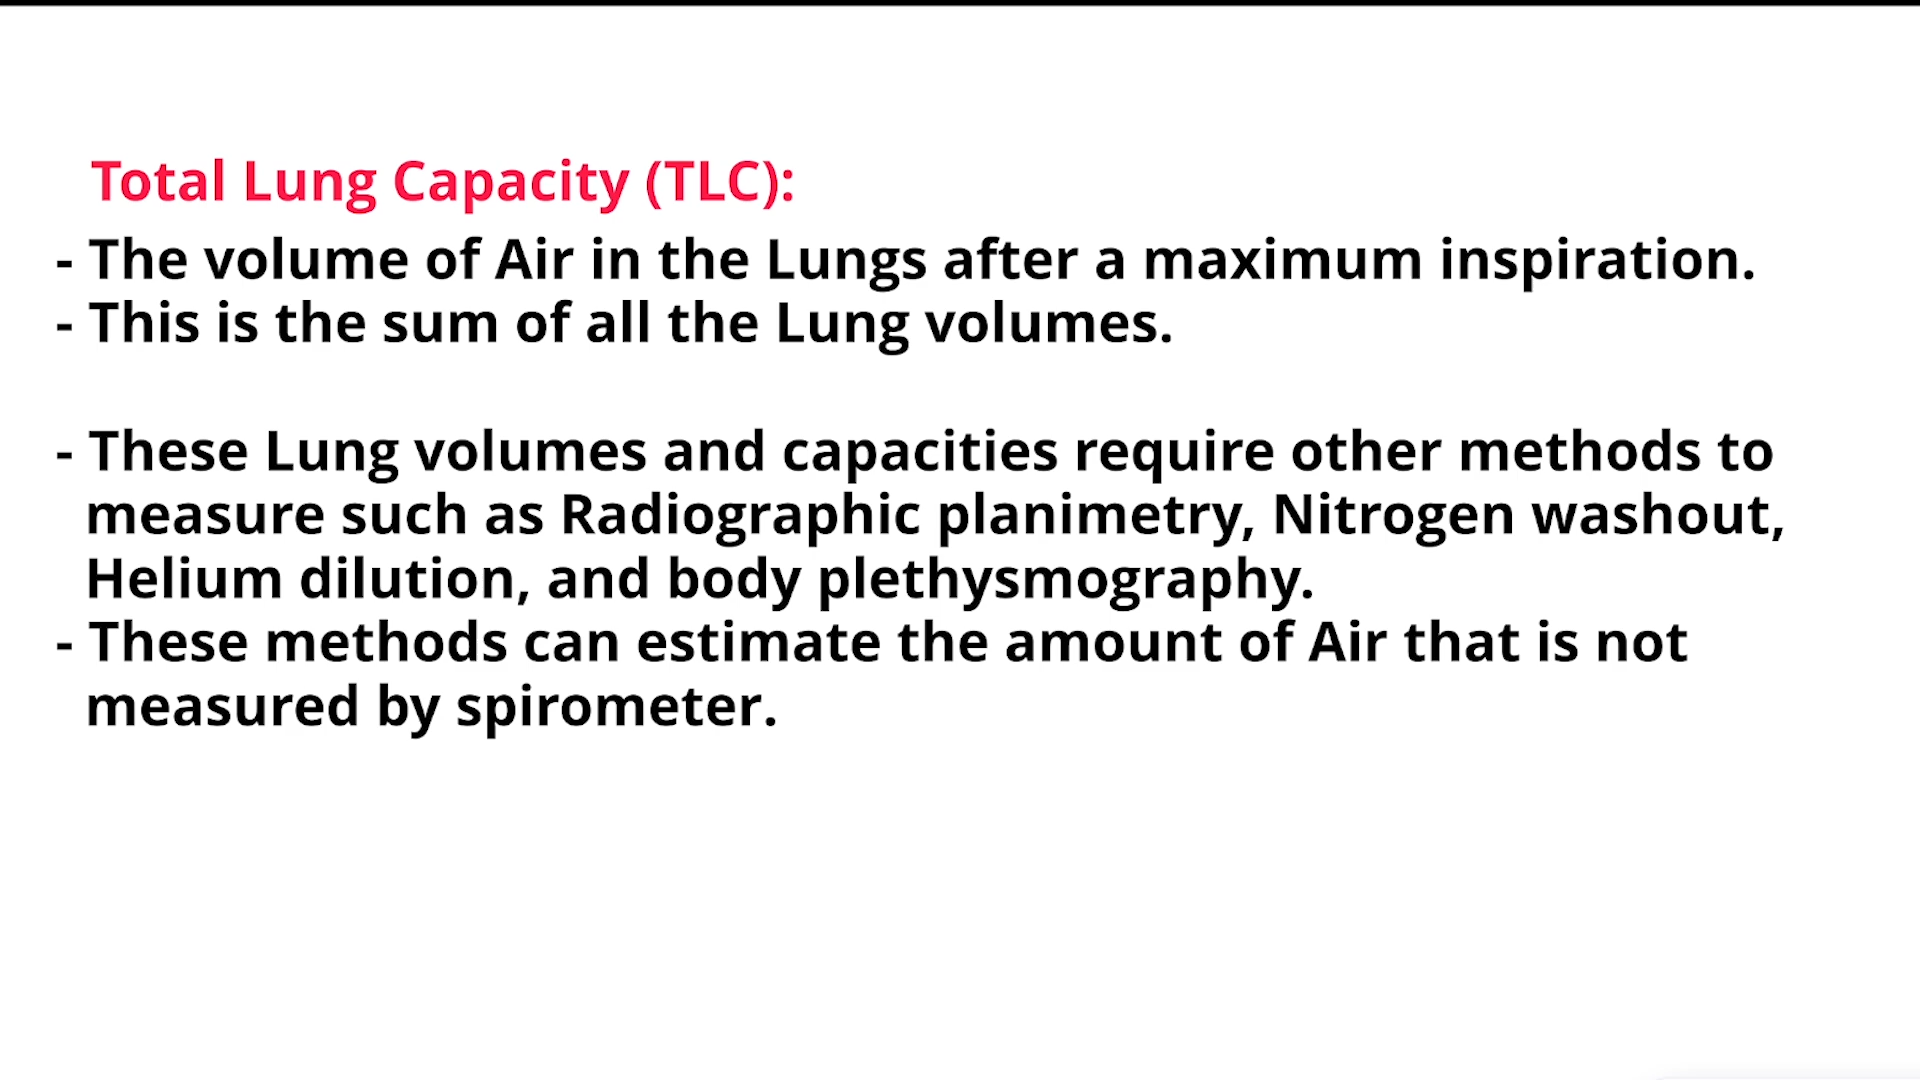 Total Lung Capacity (TLC):
- The volume of Air in the Lungs after a maximum inspiration.
- This is the sum of all the Lung volumes.
- These Lung volumes and capacities require other methods to
measure such as Radiographic planimetry, Nitrogen washout,
Helium dilution, and body plethysmography.
- These methods can estimate the amount of Air that is not
measured by spirometer.